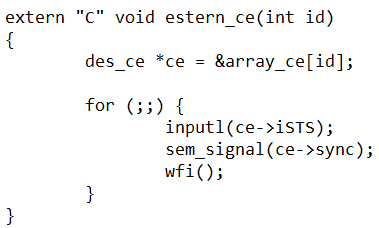 extern "C" void estern_ce(int id)
{
        des_ce *ce = &array_ce[id];

        for (;;) {
                inputl(ce->iSTS);
                sem_signal(ce->sync);
                wfi();
        }
}